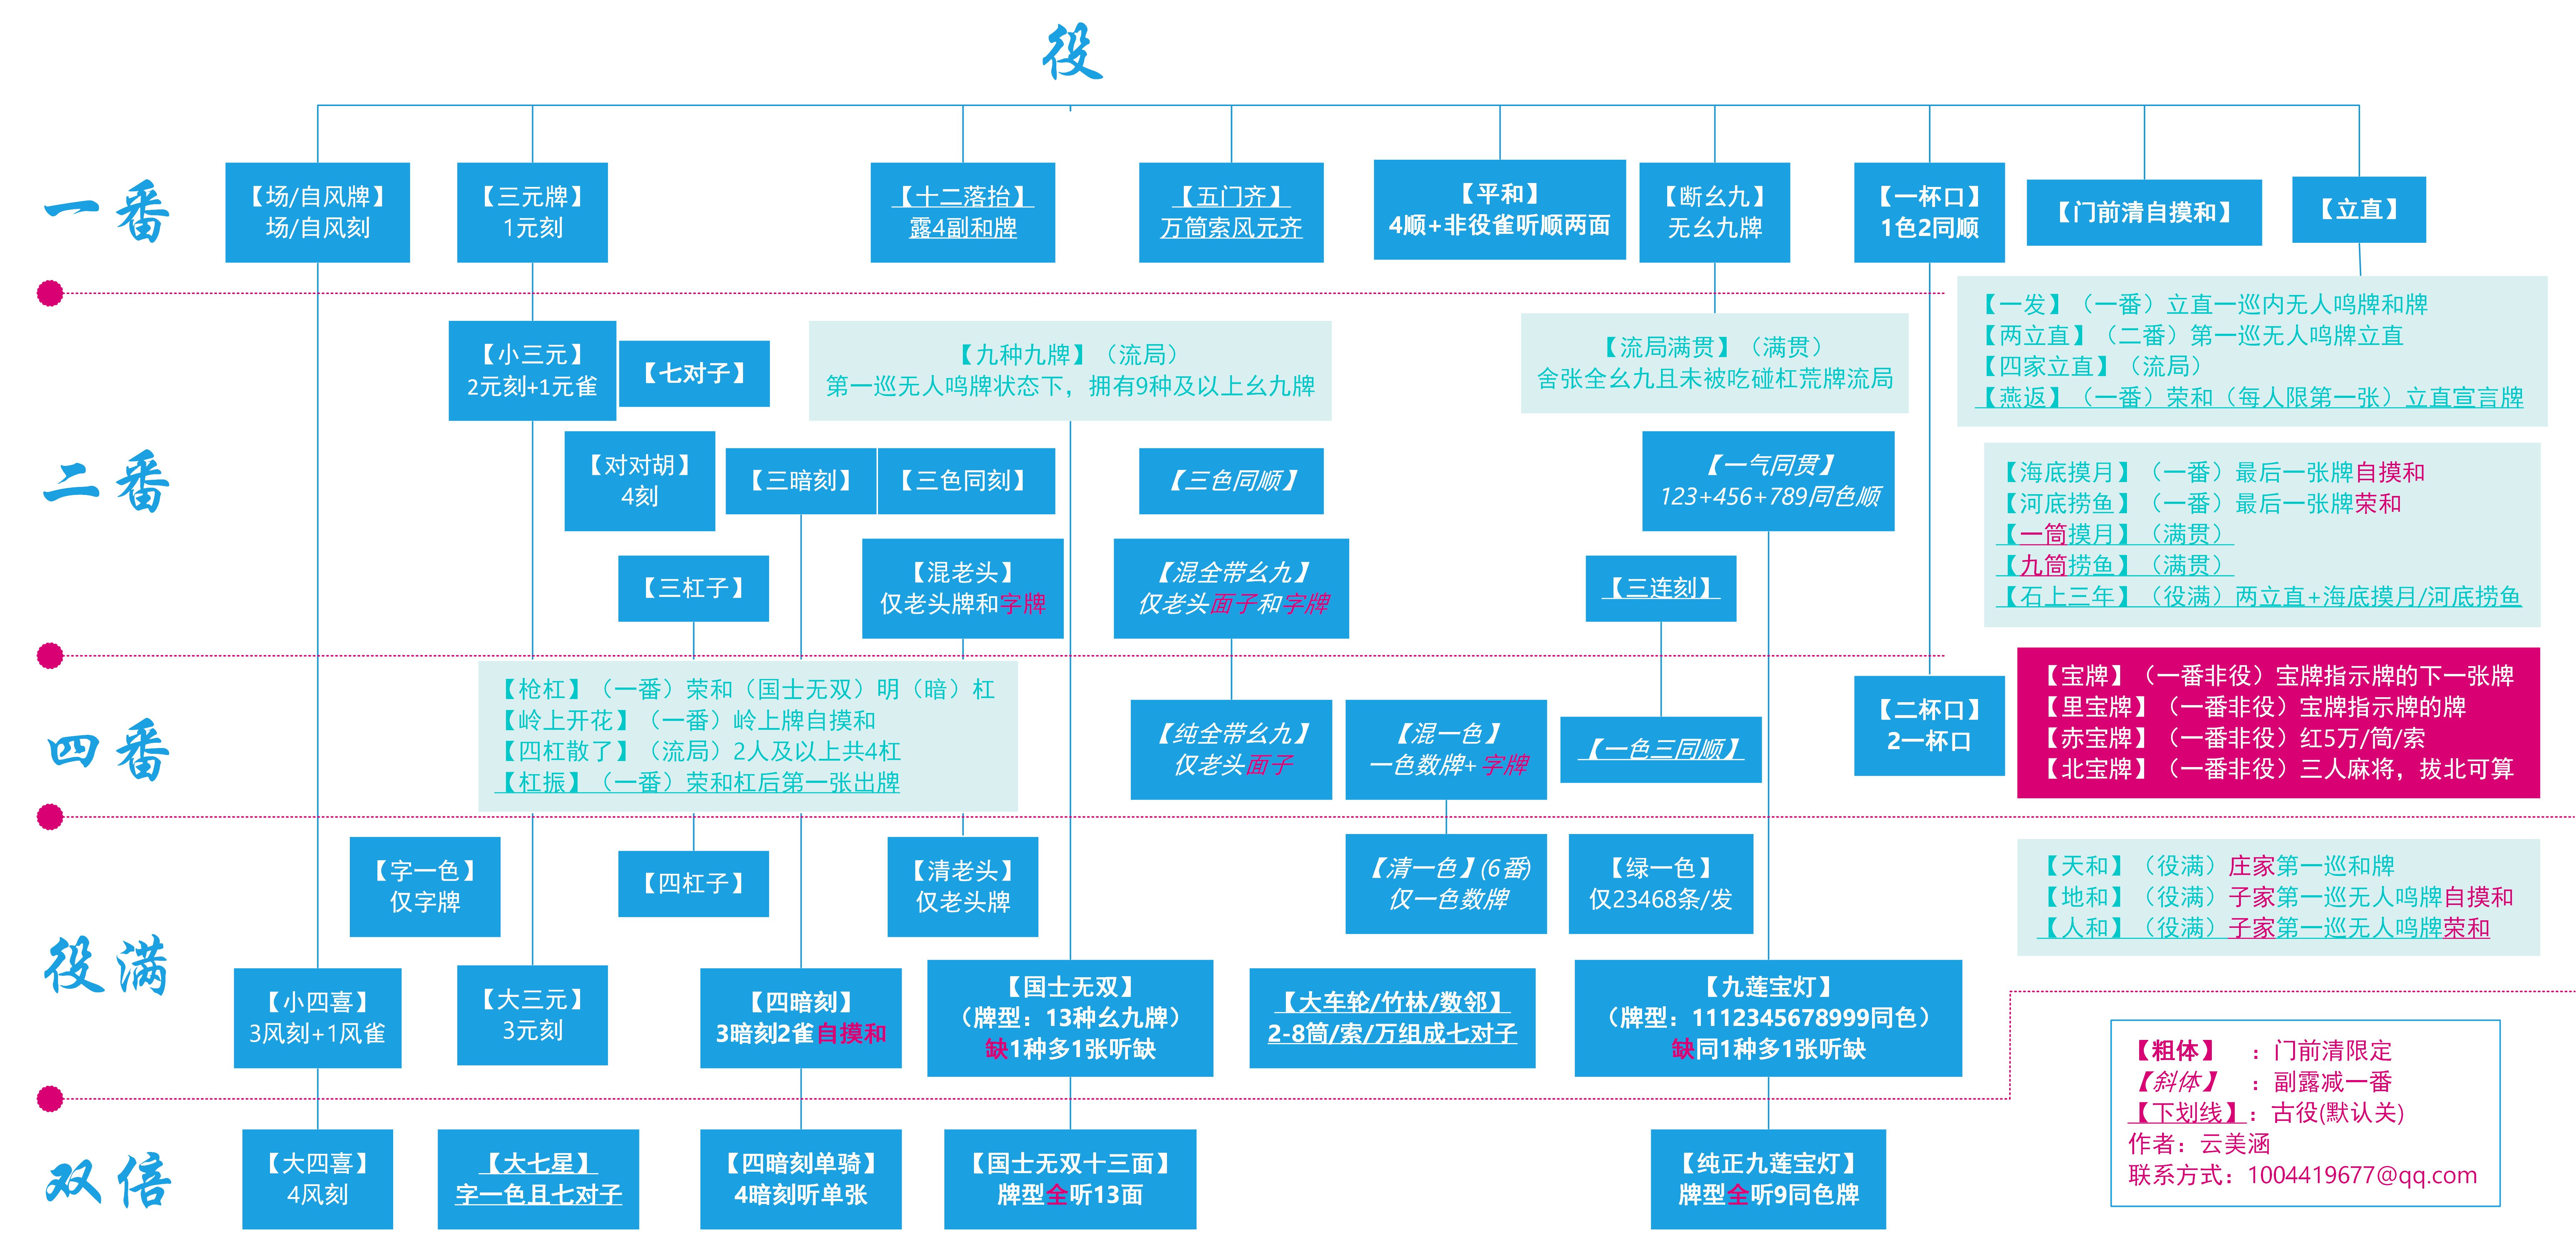 役
一番
【场/自风牌】
场/自风刻
【三元牌】
1元刻
【十二落抬】
露4副和牌
【五门齐】
万筒索风元齐
【平和】
4顺+非役雀听顺两面
【断幺九】
无幺九牌
【一杯口】
1色2同顺
【门前清自摸和】
【立直】
【一发】（一番）立直一巡内无人鸣牌和牌
【两立直】（二番）第一巡无人鸣牌立直
【四家立直】（流局）
【燕返】（一番）荣和（每人限第一张）立直宣言牌
二番
【小三元】
2元刻+1元雀
【七对子】
【九种九牌】（流局）
第一巡无人鸣牌状态下，拥有9种及以上幺九牌
【流局满贯】（满贯）
舍张全幺九且未被吃碰杠荒牌流局
【对对胡】
4刻
【三暗刻】
【三色同刻】
【三色同顺】
【一气同贯】
123+456+789同色顺
【海底摸月】（一番）最后一张牌自摸和
【河底捞鱼】（一番）最后一张牌荣和
【一筒摸月】（满贯）
【九筒捞鱼】（满贯）
【石上三年】（役满）两立直+海底摸月/河底捞鱼
【三杠子】
【混老头】
仅老头牌和字牌
【混全带幺九】
仅老头面子和字牌
【三连刻】
四番
【枪杠】（一番）荣和（国士无双）明（暗）杠
【岭上开花】（一番）岭上牌自摸和
【四杠散了】（流局）2人及以上共4杠
【杠振】（一番）荣和杠后第一张出牌
【纯全带幺九】
仅老头面子
【混一色】
一色数牌+字牌
【一色三同顺】
【二杯口】
2一杯口
【宝牌】（一番非役）宝牌指示牌的下一张牌
【里宝牌】（一番非役）宝牌指示牌的牌
【赤宝牌】（一番非役）红5万/筒/索
【北宝牌】（一番非役）三人麻将，拔北可算
役满
【字一色】
仅字牌
【四杠子】
【清老头】
仅老头牌
【清一色】(6番)
仅一色数牌
【绿一色】
仅23468条/发
【天和】（役满）庄家第一巡和牌
【地和】（役满）子家第一巡无人鸣牌自摸和
【人和】（役满）子家第一巡无人鸣牌荣和
【小四喜】
3风刻+1风雀
【大三元】
3元刻
【四暗刻】
3暗刻2雀自摸和
【国士无双】
（牌型：13种幺九牌）
缺1种多1张听缺
【大车轮/竹林/数邻】
2-8筒/索/万组成七对子
【九莲宝灯】
（牌型：1112345678999同色）
缺同1种多1张听缺
双倍
【大四喜】
4风刻
【大七星】
字一色且七对子
【四暗刻单骑】
4暗刻听单张
【国士无双十三面】
牌型全听13面
【纯正九莲宝灯】
牌型全听9同色牌
【粗体】：门前清限定
【斜体】：副露减一番
【下划线】：古役(默认关)
作者：云美涵
联系方式：1004419677@qq.com